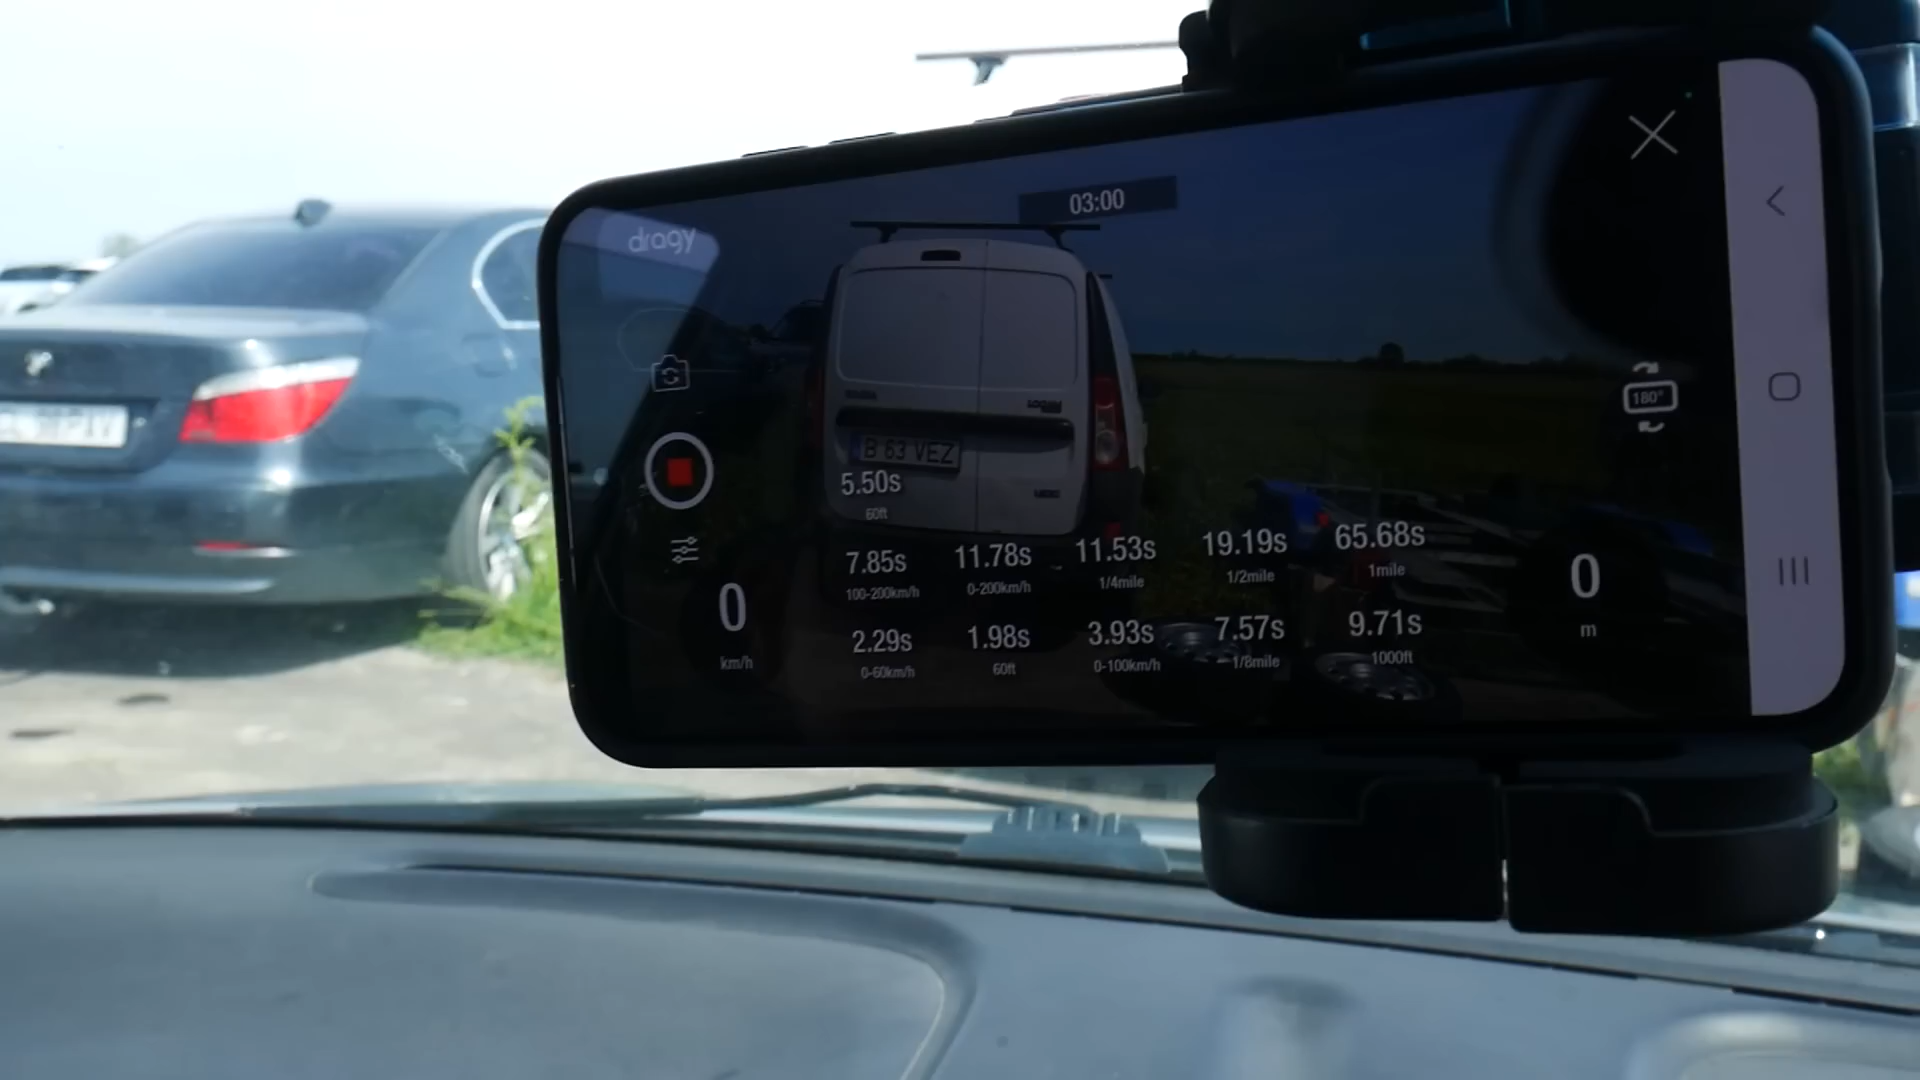 03:00
dragy
180°
LOGAN
B 63 VEZ
5.50s
60ft
7.85s 11.78s 11.53s 19.19s 65.68s
100-200km/h 0-200km/h 1/4mile 1/2mile 1mile
0 0
km/h m
2.29s 1.98s 3.93s 7.57s 9.71s
0-60km/h 60ft 0-100km/h 1/8mile 1000ft